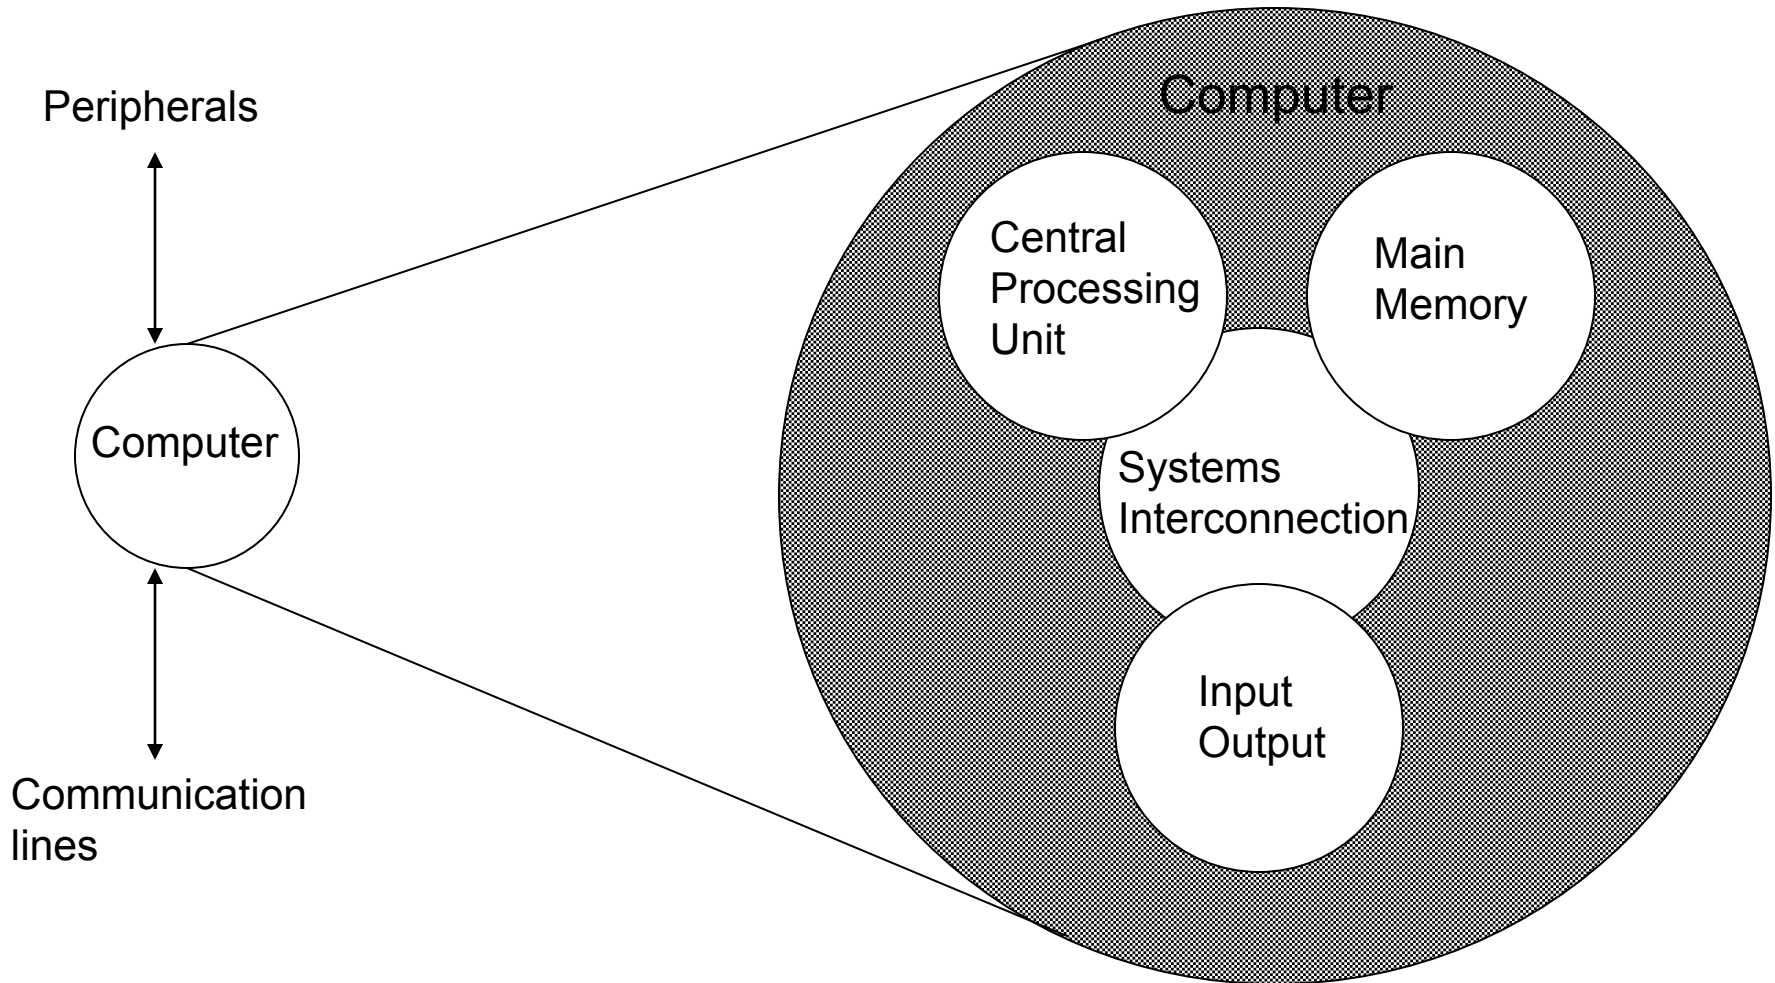 Peripherals
Computer
Communication
lines
Computer
Central
Processing
Unit
Main
Memory
Systems
Interconnection
Input
Output